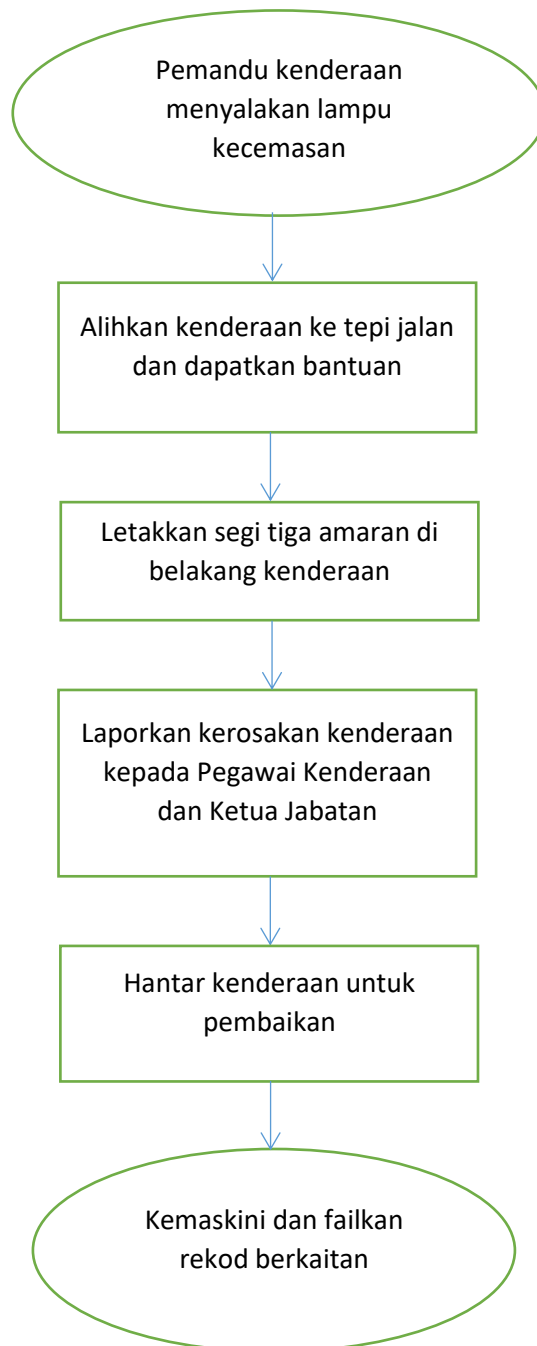 Pemandu kenderaan
menyalakan lampu
kecemasan
Alihkan kenderaan ke tepi jalan
dan dapatkan bantuan
Letakkan segi tiga amaran di
belakang kenderaan
Laporkan kerosakan kenderaan
kepada Pegawai Kenderaan
dan Ketua Jabatan
Hantar kenderaan untuk
pembaikan
Kemaskini dan failkan
rekod berkaitan